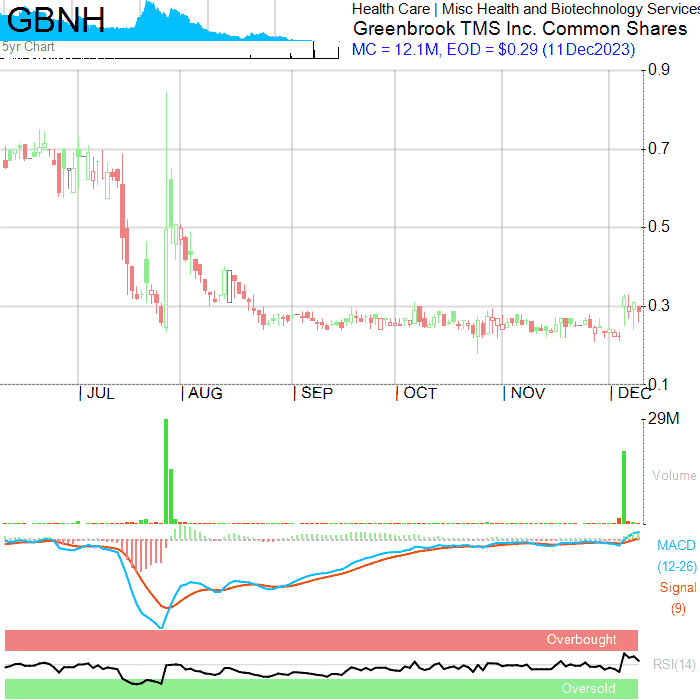 GBNH
Health Care | Misc Health and Biotechnology Services
Greenbrook TMS Inc. Common Shares
5yr Chart
MC = 12.1M, EOD = $0.29 (11Dec2023)
0.9
0.7
0.5
0.3
0.1
JUL
AUG
SEP
OCT
NOV
DEC
29M
Volume
MACD
(12-26)
Signal
(9)
Overbought
RSI(14)
Oversold